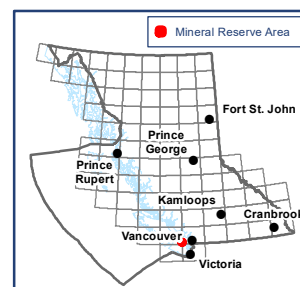 Mineral Reserve Area
Fort St. John
Prince
George
Prince
Rupert
Kamloops
Cranbrook
Vancouver
Victoria